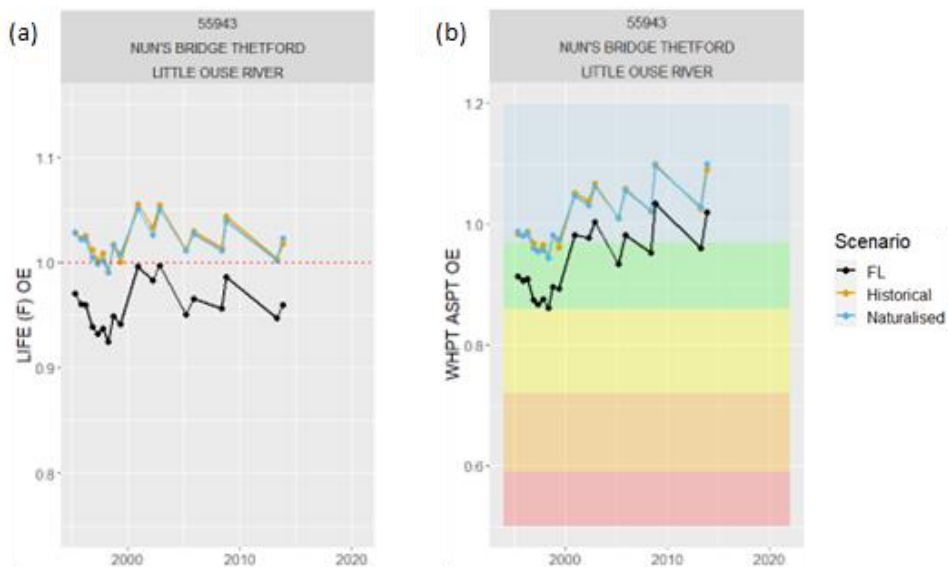 (a)
55943
NUN'S BRIDGE THETFORD
LITTLE OUSE RIVER
LIFE (F) OE
1.1
1.0
0.9
0.8
2000
2010
2020
(b)
55943
NUN'S BRIDGE THETFORD
LITTLE OUSE RIVER
WHPT ASPT OE
1.2
1.0
0.8
0.6
2000
2010
2020
Scenario
FL
Historical
Naturalised